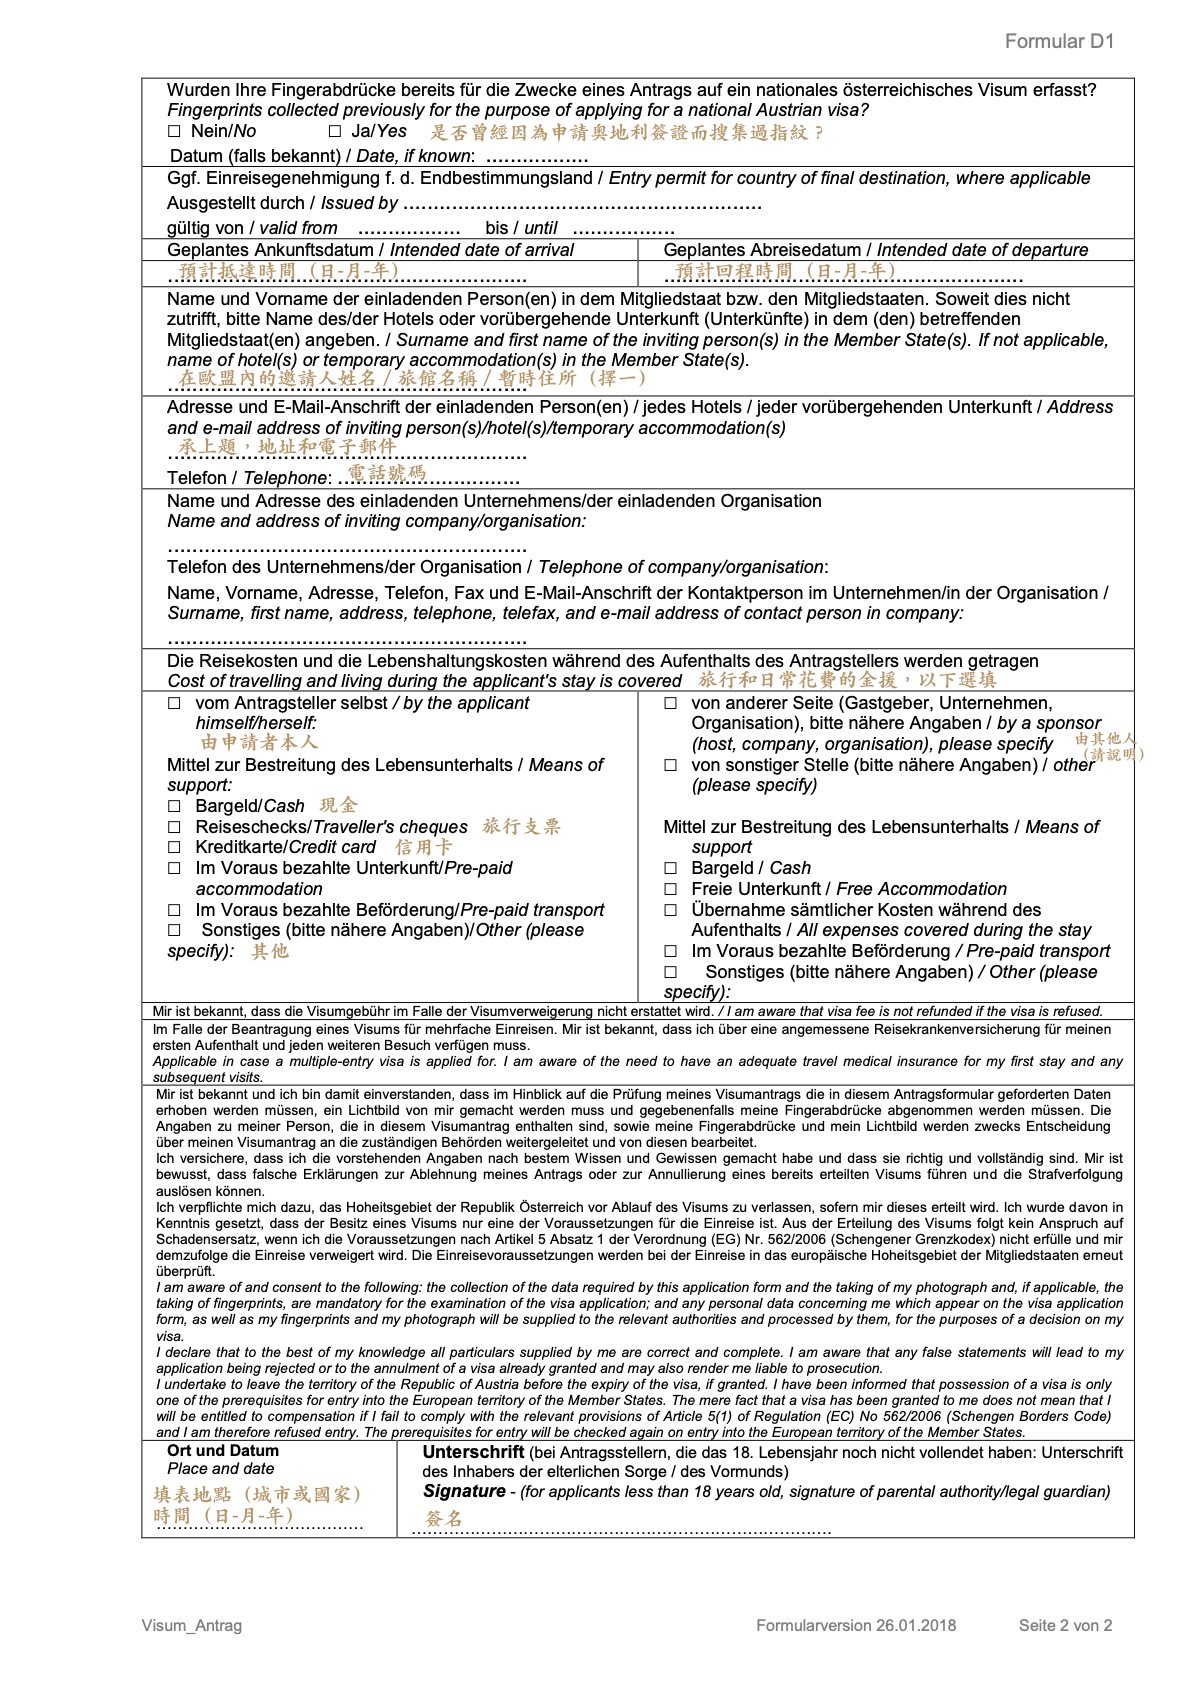 Formular D1
Wurden Ihre Fingerabdrücke bereits für die Zwecke eines Antrags auf ein nationales österreichisches Visum erfasst?
Fingerprints collected previously for the purpose of applying for a national Austrian visa?
☐ Nein/No ☐ Ja/Yes 是否曾經因為申請奧地利簽證而搜集過指紋？
Datum (falls bekannt) / Date, if known: .................
Ggf. Einreisegenehmigung f. d. Endbestimmungsland / Entry permit for country of final destination, where applicable
Ausgestellt durch / Issued by ...........................................................
gültig von / valid from ................. bis / until .................
Geplantes Ankunftsdatum / Intended date of arrival
預計抵達時間（日-月-年）
...........................................................
Geplantes Abreisedatum / Intended date of departure
預計回程時間（日-月-年）
...........................................................
Name und Vorname der einladenden Person(en) in dem Mitgliedstaat bzw. den Mitgliedstaaten. Soweit dies nicht
zutrifft, bitte Name des/der Hotels oder vorübergehende Unterkunft (Unterkünfte) in dem (den) betreffenden
Mitgliedstaat(en) angeben. / Surname and first name of the inviting person(s) in the Member State(s). If not applicable,
name of hotel(s) or temporary accommodation(s) in the Member State(s).
在歐盟內的邀請人姓名 / 旅館名稱 / 暫時住所（擇一）
...........................................................
Adresse und E-Mail-Anschrift der einladenden Person(en) / jedes Hotels / jeder vorübergehenden Unterkunft / Address
and e-mail address of inviting person(s)/hotel(s)/temporary accommodation(s)
承上題，地址和電子郵件
...........................................................
Telefon / Telephone: 電話號碼 ..............................
Name und Adresse des einladenden Unternehmens/der einladenden Organisation
Name and address of inviting company/organisation:
...........................................................
Telefon des Unternehmens/der Organisation / Telephone of company/organisation:
Name, Vorname, Adresse, Telefon, Fax und E-Mail-Anschrift der Kontaktperson im Unternehmen/in der Organisation /
Surname, first name, address, telephone, telefax, and e-mail address of contact person in company:
...........................................................
Die Reisekosten und die Lebenshaltungskosten während des Aufenthalts des Antragstellers werden getragen
Cost of travelling and living during the applicant's stay is covered 旅行和日常花費的金援，以下選填
☐ vom Antragsteller selbst / by the applicant
himself/herself:
由申請者本人
Mittel zur Bestreitung des Lebensunterhalts / Means of
support:
☐ Bargeld/Cash 現金
☐ Reiseschecks/Traveller's cheques 旅行支票
☐ Kreditkarte/Credit card 信用卡
☐ Im Voraus bezahlte Unterkunft/Pre-paid
accommodation
☐ Im Voraus bezahlte Beförderung/Pre-paid transport
☐ Sonstiges (bitte nähere Angaben)/Other (please
specify): 其他
☐ von anderer Seite (Gastgeber, Unternehmen,
Organisation), bitte nähere Angaben / by a sponsor
(host, company, organisation), please specify 由其他人
（請說明）
☐ von sonstiger Stelle (bitte nähere Angaben) / other
(please specify)
Mittel zur Bestreitung des Lebensunterhalts / Means of
support
☐ Bargeld / Cash
☐ Freie Unterkunft / Free Accommodation
☐ Übernahme sämtlicher Kosten während des
Aufenthalts / All expenses covered during the stay
☐ Im Voraus bezahlte Beförderung / Pre-paid transport
☐ Sonstiges (bitte nähere Angaben) / Other (please
specify):
Mir ist bekannt, dass die Visumgebühr im Falle der Visumverweigerung nicht erstattet wird. / I am aware that visa fee is not refunded if the visa is refused.
Im Falle der Beantragung eines Visums für mehrfache Einreisen. Mir ist bekannt, dass ich über eine angemessene Reisekrankenversicherung für meinen
ersten Aufenthalt und jeden weiteren Besuch verfügen muss.
Applicable in case a multiple-entry visa is applied for. I am aware of the need to have an adequate travel medical insurance for my first stay and any
subsequent visits.
Mir ist bekannt und ich bin damit einverstanden, dass im Hinblick auf die Prüfung meines Visumantrags die in diesem Antragsformular geforderten Daten
erhoben werden müssen, ein Lichtbild von mir gemacht werden muss und gegebenenfalls meine Fingerabdrücke abgenommen werden müssen. Die
Angaben zu meiner Person, die in diesem Visumantrag enthalten sind, sowie meine Fingerabdrücke und mein Lichtbild werden zwecks Entscheidung
über meinen Visumantrag an die zuständigen Behörden weitergeleitet und von diesen bearbeitet.
Ich versichere, dass ich die vorstehenden Angaben nach bestem Wissen und Gewissen gemacht habe und dass sie richtig und vollständig sind. Mir ist
bewusst, dass falsche Erklärungen zur Ablehnung meines Antrags oder zur Annullierung eines bereits erteilten Visums führen und die Strafverfolgung
auslösen können.
Ich verpflichte mich dazu, das Hoheitsgebiet der Republik Österreich vor Ablauf des Visums zu verlassen, sofern mir dieses erteilt wird. Ich wurde davon in
Kenntnis gesetzt, dass der Besitz eines Visums nur eine der Voraussetzungen für die Einreise ist. Aus der Erteilung des Visums folgt kein Anspruch auf
Schadensersatz, wenn ich die Voraussetzungen nach Artikel 5 Absatz 1 der Verordnung (EG) Nr. 562/2006 (Schengener Grenzkodex) nicht erfülle und mir
demzufolge die Einreise verweigert wird. Die Einreisevoraussetzungen werden bei der Einreise in das europäische Hoheitsgebiet der Mitgliedstaaten erneut
überprüft.
I am aware of and consent to the following: the collection of the data required by this application form and the taking of my photograph and, if applicable, the
taking of fingerprints, are mandatory for the examination of the visa application; and any personal data concerning me which appear on the visa application
form, as well as my fingerprints and my photograph will be supplied to the relevant authorities and processed by them, for the purposes of a decision on my
visa.
I declare that to the best of my knowledge all particulars supplied by me are correct and complete. I am aware that any false statements will lead to my
application being rejected or to the annulment of a visa already granted and may also render me liable to prosecution.
I undertake to leave the territory of the Republic of Austria before the expiry of the visa, if granted. I have been informed that possession of a visa is only
one of the prerequisites for entry into the European territory of the Member States. The mere fact that a visa has been granted to me does not mean that I
will be entitled to compensation if I fail to comply with the relevant provisions of Article 5(1) of Regulation (EC) No 562/2006 (Schengen Borders Code)
and I am therefore refused entry. The prerequisites for entry will be checked again on entry into the European territory of the Member States.
Ort und Datum
Place and date
填表地點（城市或國家）
時間（日-月-年）
.......................................
Unterschrift (bei Antragsstellern, die das 18. Lebensjahr noch nicht vollendet haben: Unterschrift
des Inhabers der elterlichen Sorge / des Vormunds)
Signature - (for applicants less than 18 years old, signature of parental authority/legal guardian)
簽名
................................................................................
Visum_Antrag Formularversion 26.01.2018 Seite 2 von 2